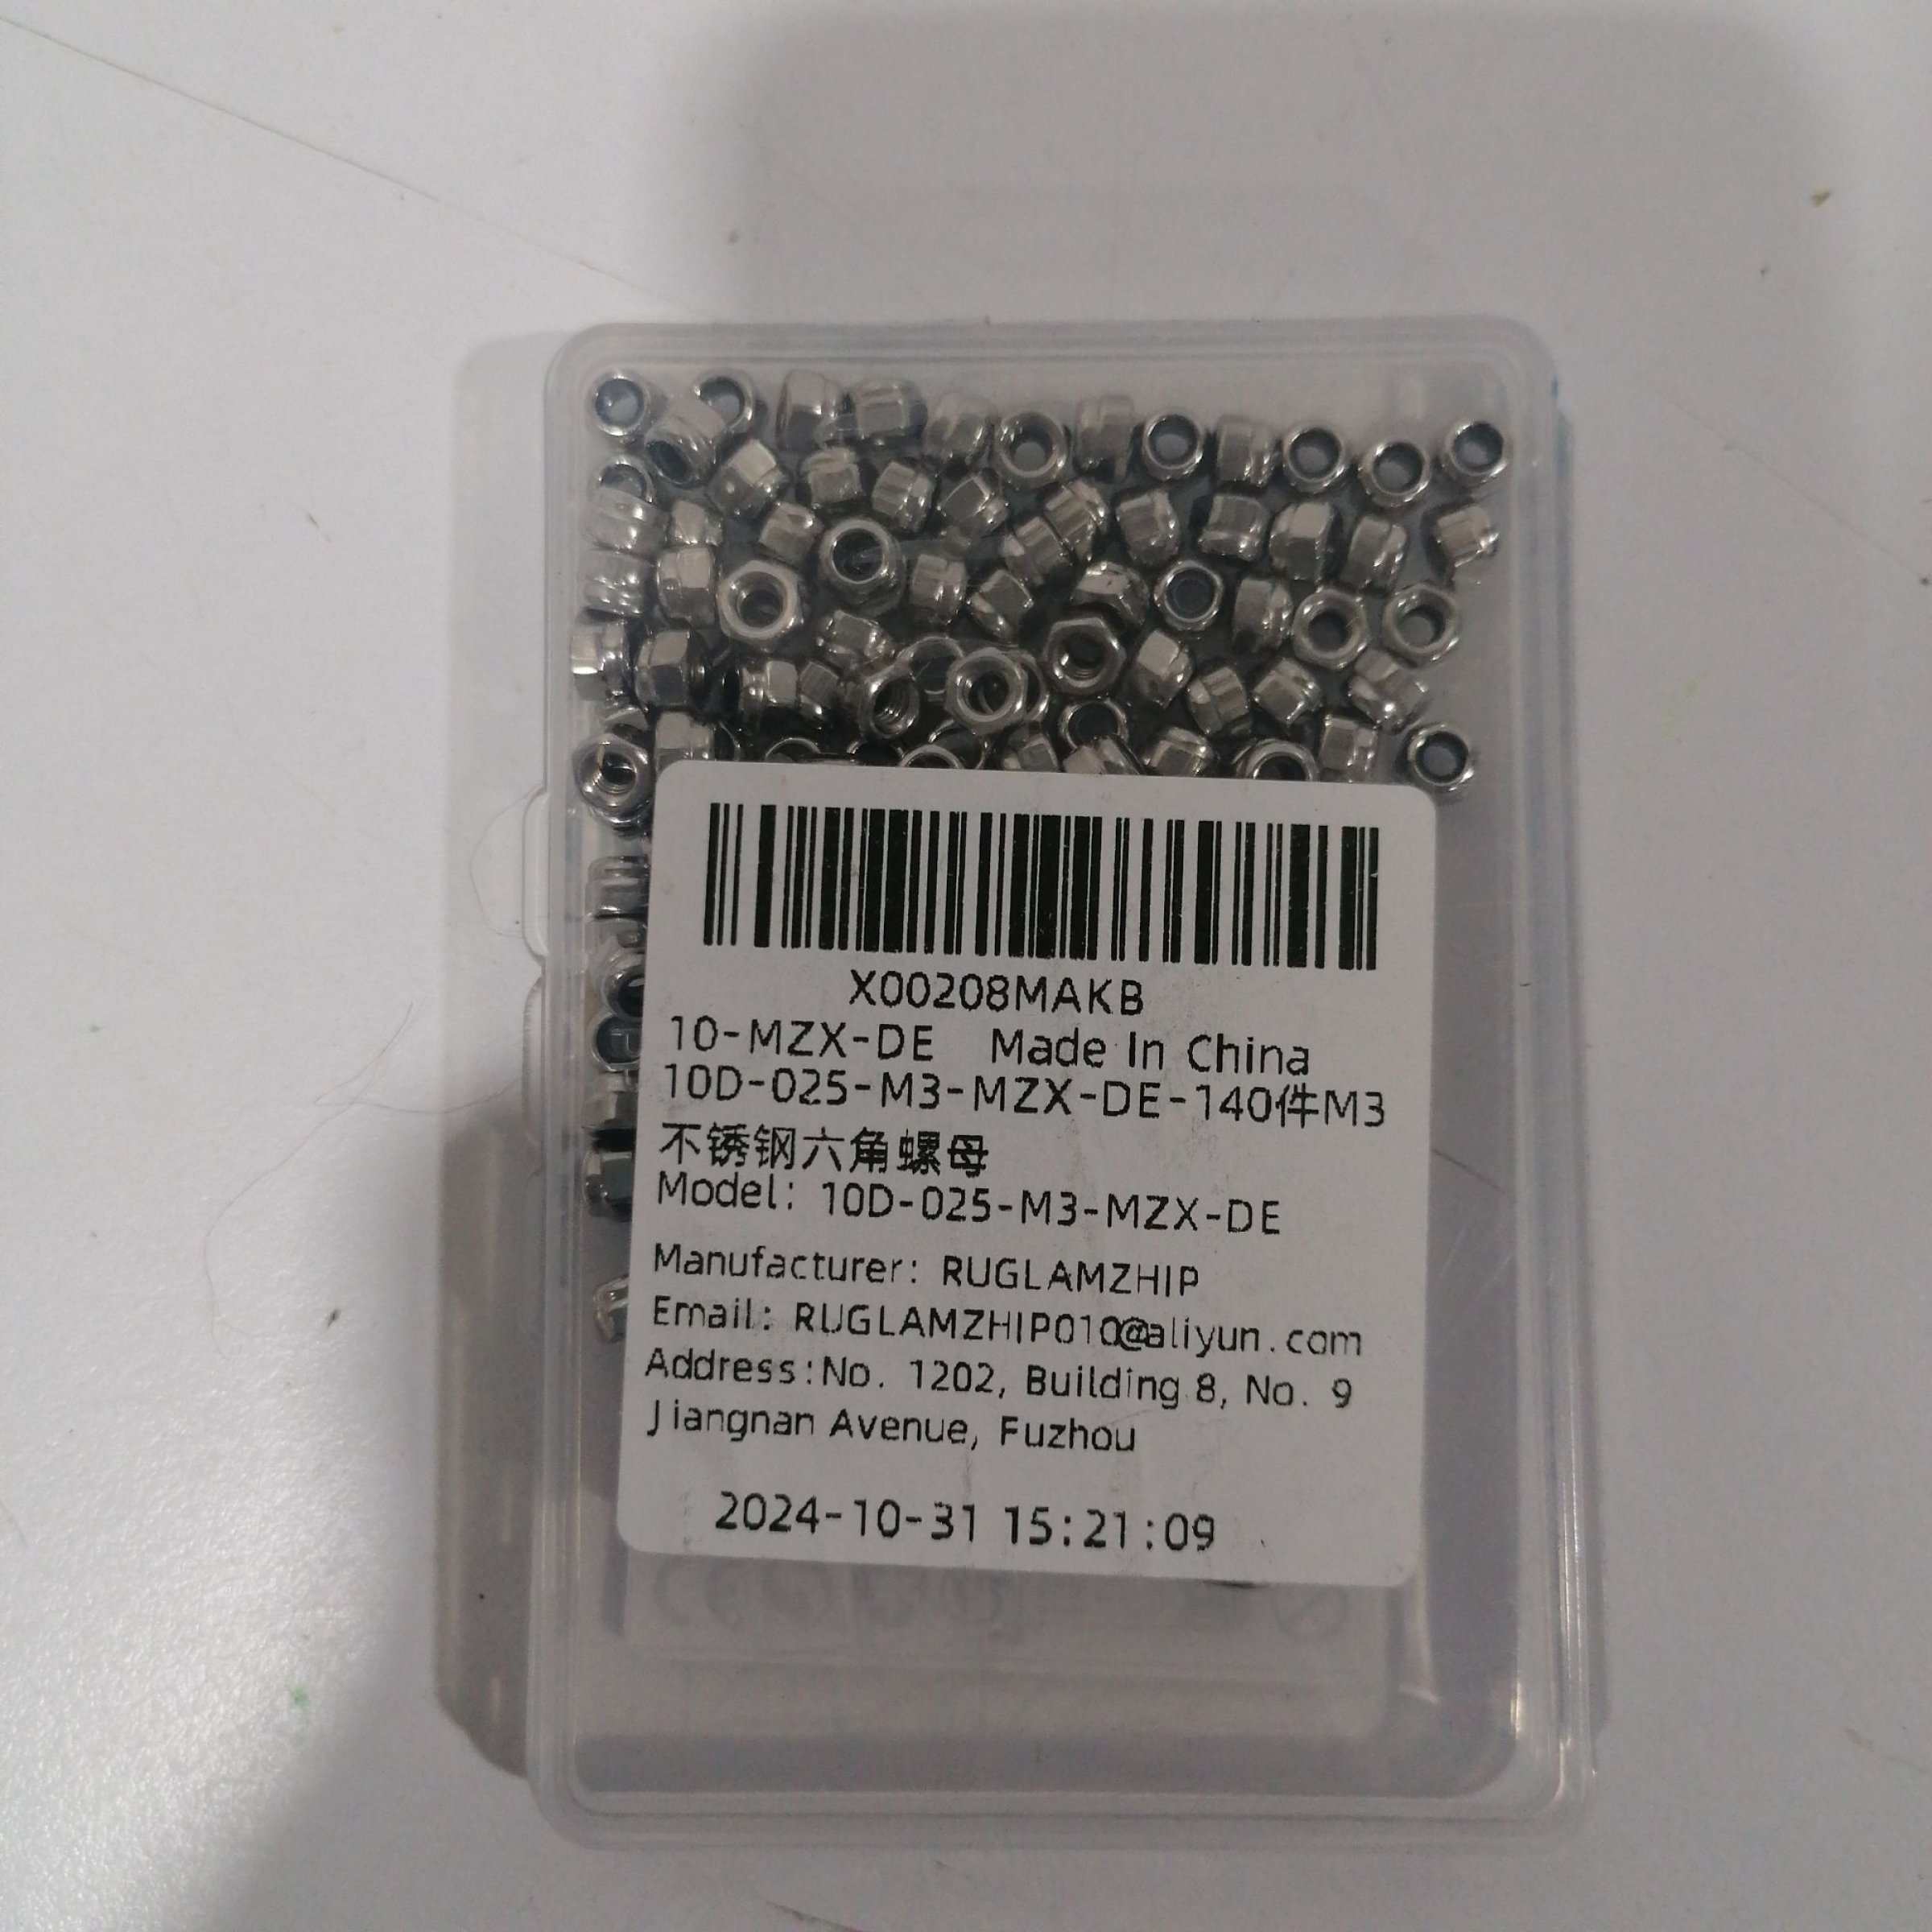 X00208MAKB
10-MZX-DE Made In China
10D-025-M3-MZX-DE-140件M3
不锈钢六角螺母
Model: 10D-025-M3-MZX-DE
Manufacturer: RUGLAMZHIP
Email: RUGLAMZHIP010@aliyun.com
Address:No. 1202, Building 8, No. 9
Jiangnan Avenue, Fuzhou
2024-10-31 15:21:09